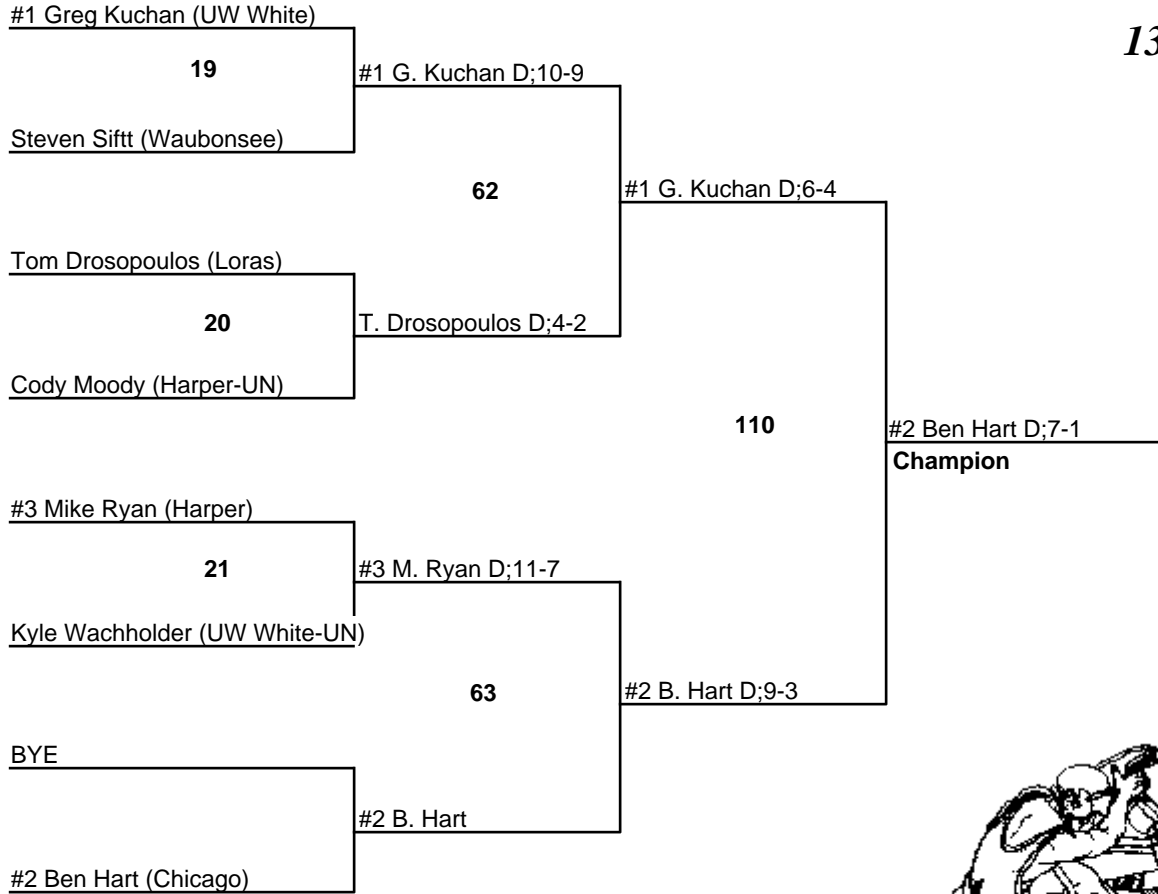 #1 Greg Kuchan (UW White)
13
19
#1 G. Kuchan D;10-9
Steven Siftt (Waubonsee)
62
#1 G. Kuchan D;6-4
Tom Drosopoulos (Loras)
20
T. Drosopoulos D;4-2
Cody Moody (Harper-UN)
110
#2 Ben Hart D;7-1
Champion
#3 Mike Ryan (Harper)
21
#3 M. Ryan D;11-7
Kyle Wachholder (UW White-UN)
63
#2 B. Hart D;9-3
BYE
#2 B. Hart
#2 Ben Hart (Chicago)